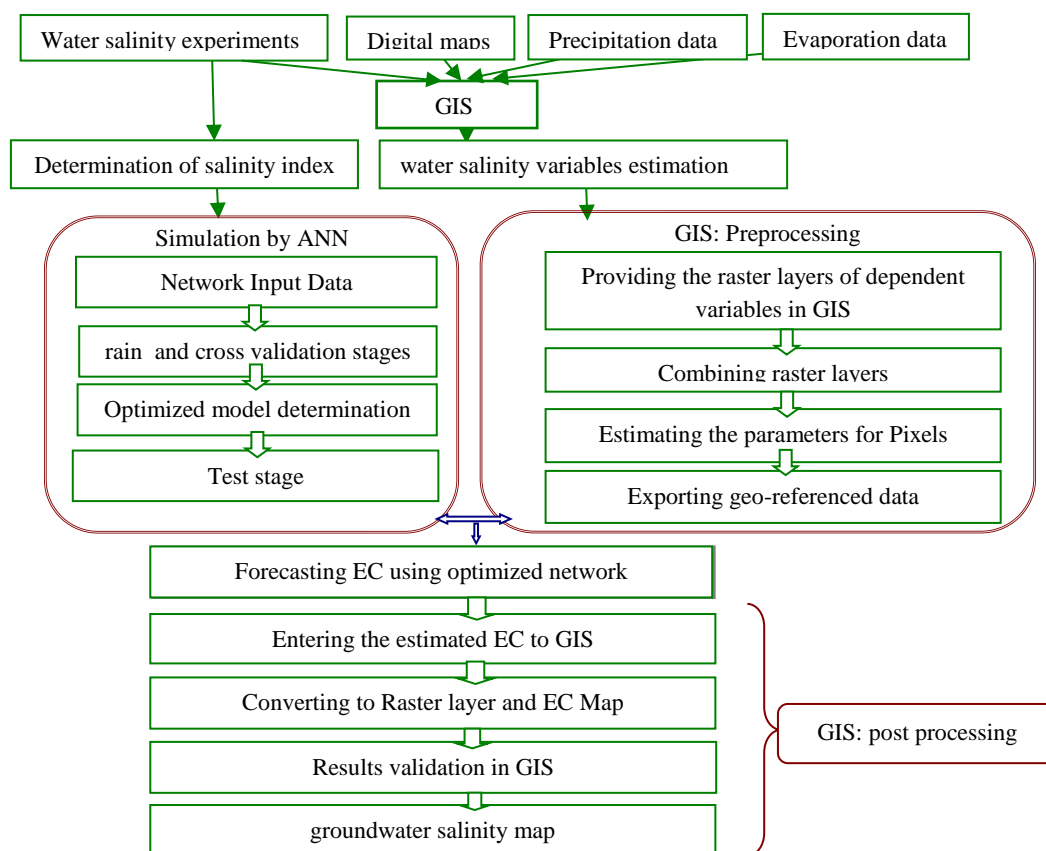 Water salinity experiments
Digital maps
Precipitation data
Evaporation data
GIS
Determination of salinity index
water salinity variables estimation
Simulation by ANN
Network Input Data
rain and cross validation stages
Optimized model determination
Test stage
GIS: Preprocessing
Providing the raster layers of dependent
variables in GIS
Combining raster layers
Estimating the parameters for Pixels
Exporting geo-referenced data
Forecasting EC using optimized network
Entering the estimated EC to GIS
Converting to Raster layer and EC Map
Results validation in GIS
groundwater salinity map
GIS: post processing